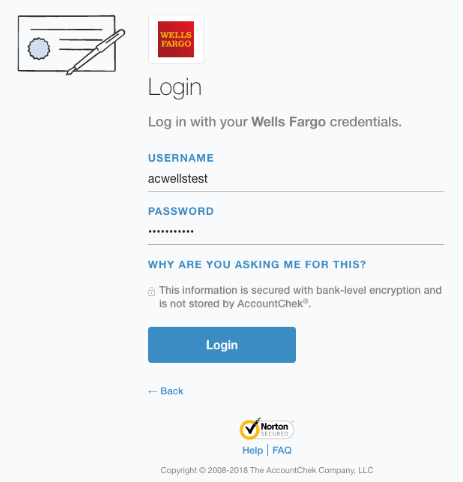 WELLS
FARGO
Login
Log in with your Wells Fargo credentials.
USERNAME
acwellstest
PASSWORD
•••••••••••
WHY ARE YOU ASKING ME FOR THIS?
This information is secured with bank-level encryption and
is not stored by AccountChek®.
Login
← Back
Norton
SECURED
Help | FAQ
Copyright © 2008-2018 The AccountChek Company, LLC